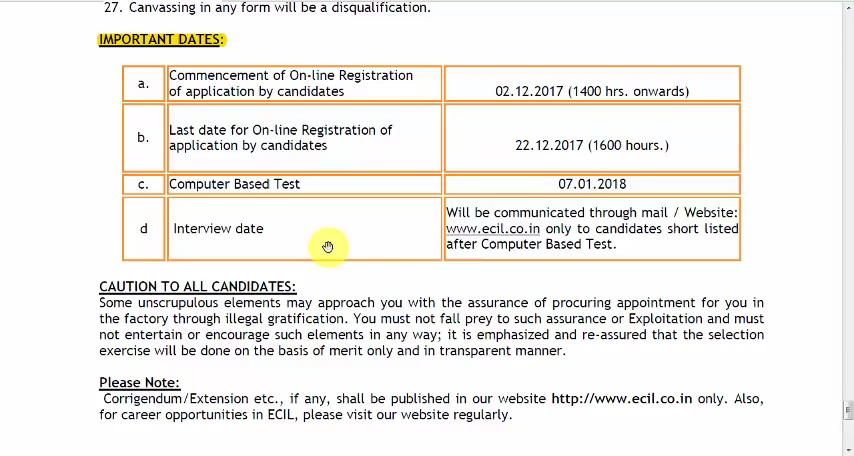 27. Canvassing in any form will be a disqualification.
IMPORTANT DATES:
a.
Commencement of On-line Registration
of application by candidates
02.12.2017 (1400 hrs. onwards)
b.
Last date for On-line Registration of
application by candidates
22.12.2017 (1600 hours.)
c.
Computer Based Test
07.01.2018
d
Interview date
Will be communicated through mail / Website:
www.ecil.co.in only to candidates short listed
after Computer Based Test.
CAUTION TO ALL CANDIDATES:
Some unscrupulous elements may approach you with the assurance of procuring appointment for you in
the factory through illegal gratification. You must not fall prey to such assurance or Exploitation and must
not entertain or encourage such elements in any way; it is emphasized and re-assured that the selection
exercise will be done on the basis of merit only and in transparent manner.
Please Note:
Corrigendum/Extension etc., if any, shall be published in our website http://www.ecil.co.in only. Also,
for career opportunities in ECIL, please visit our website regularly.